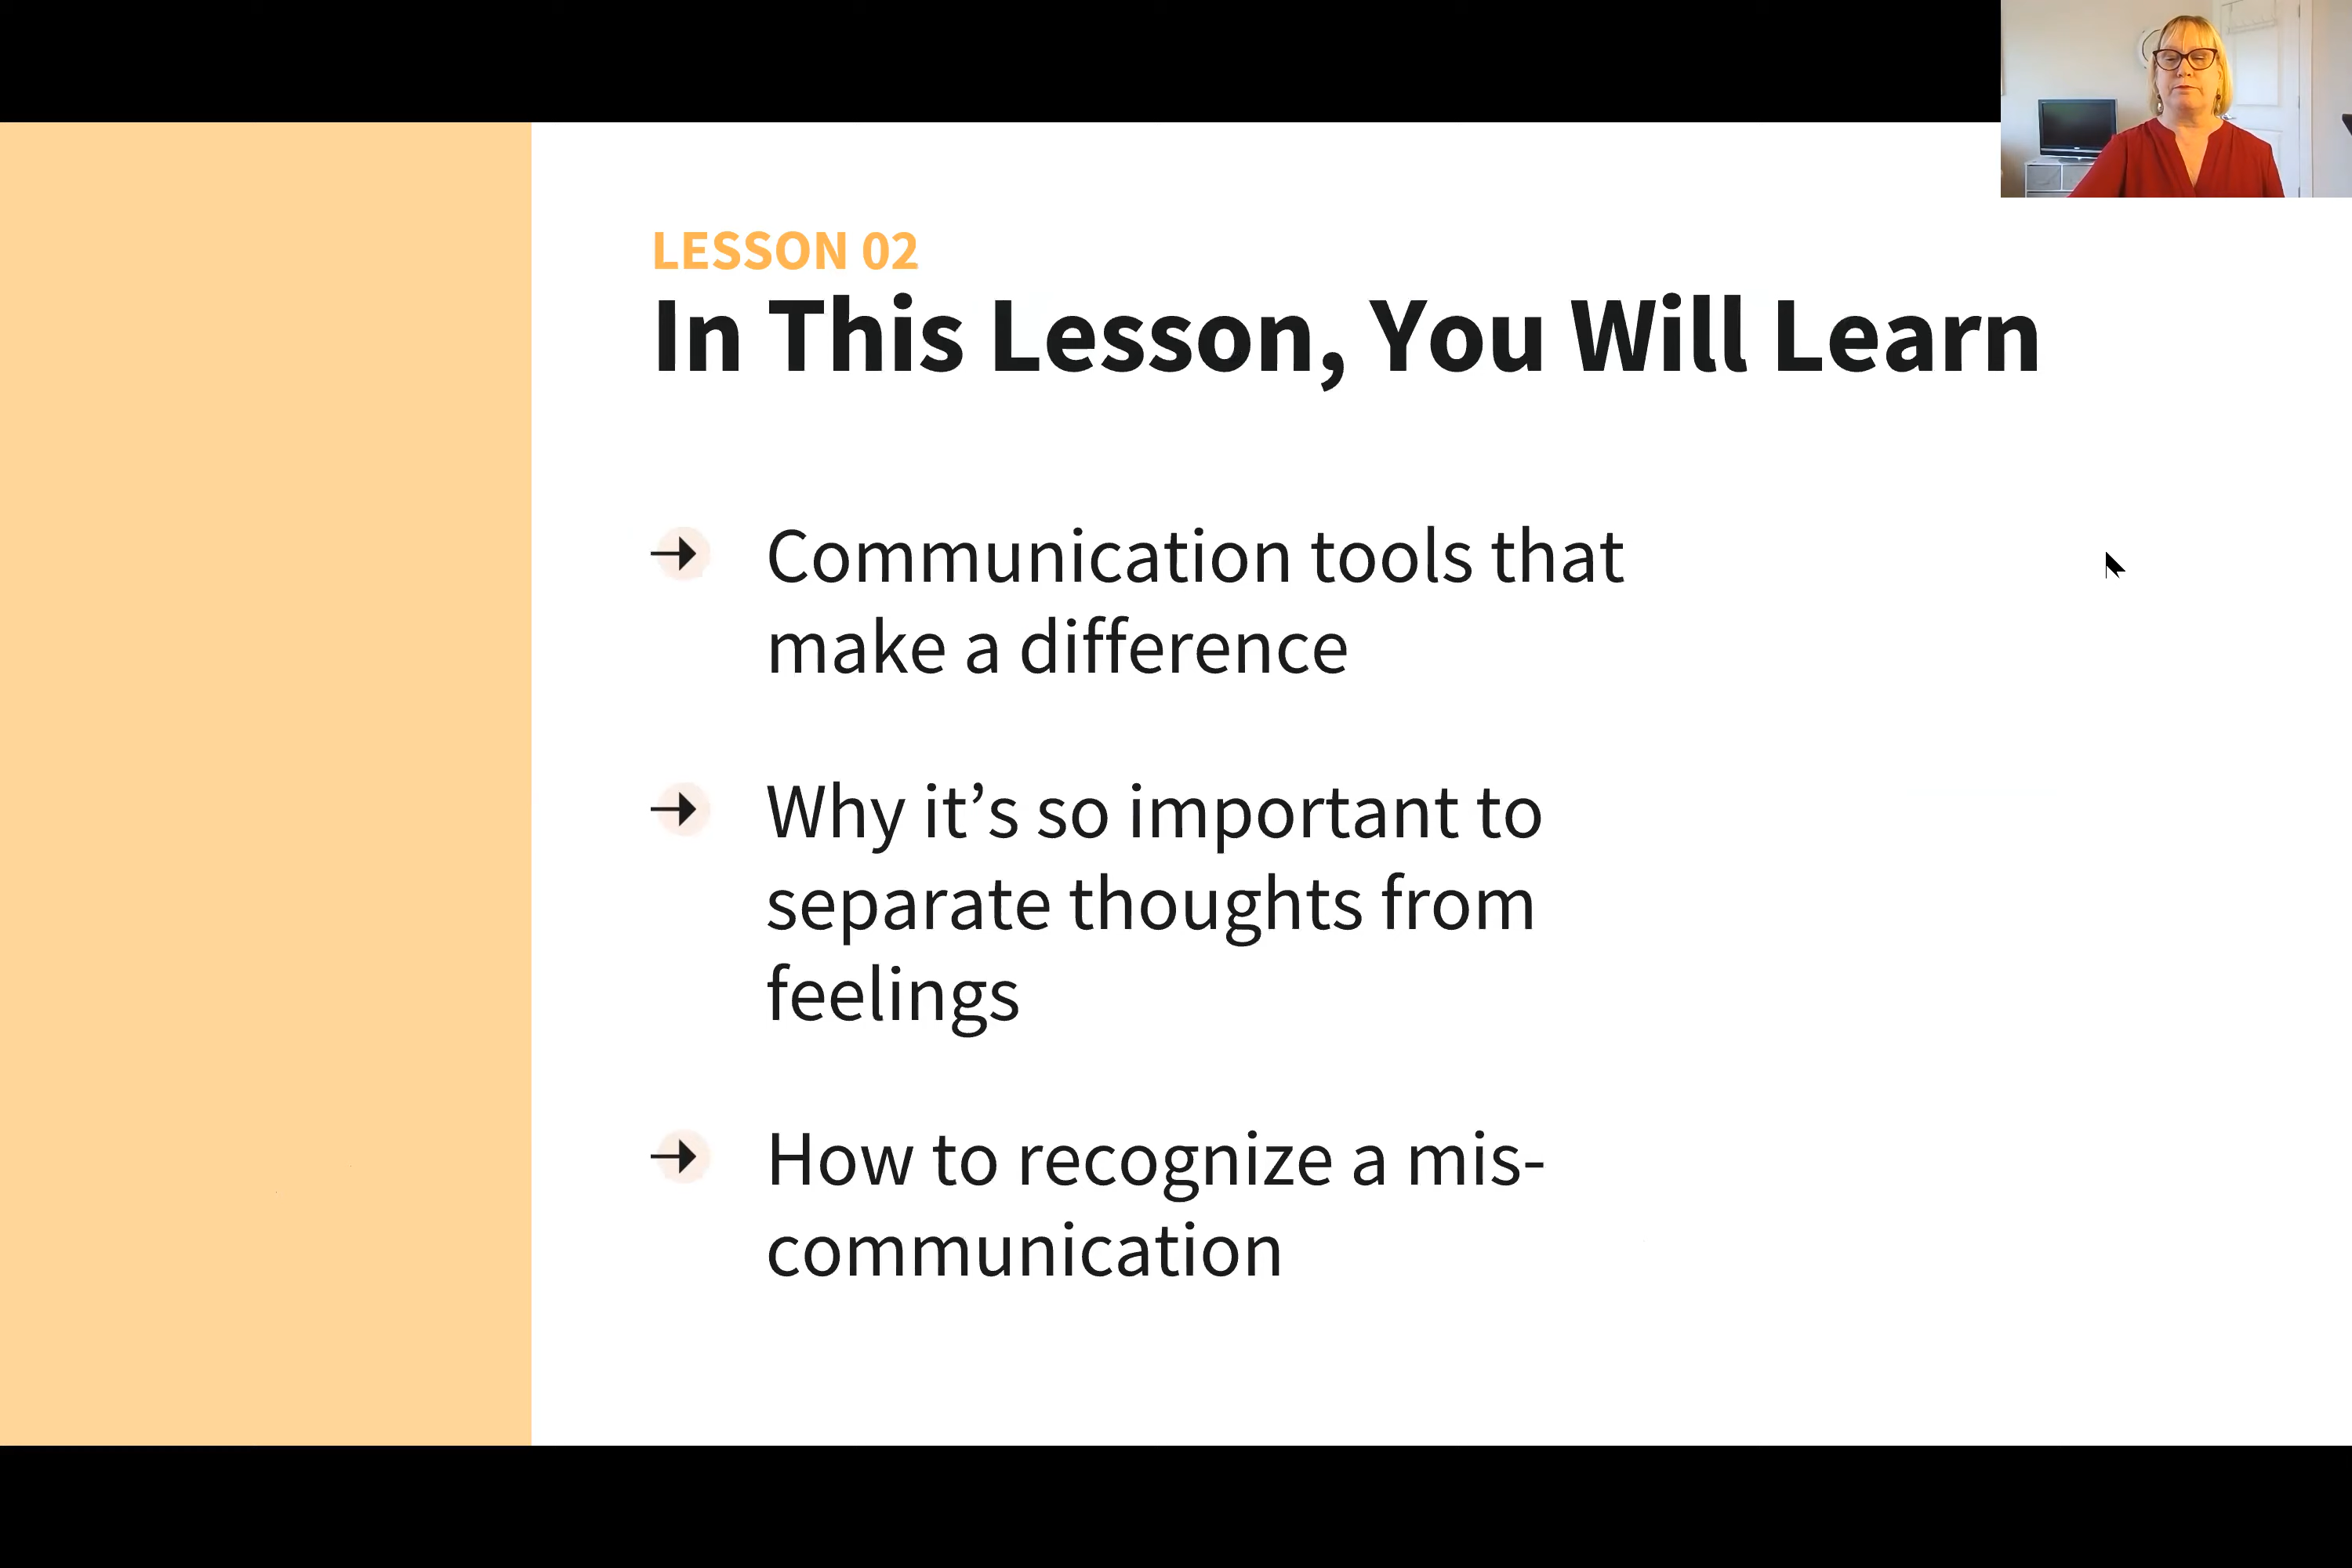 LESSON 02
In This Lesson, You Will Learn
Communication tools that
make a difference
Why it’s so important to
separate thoughts from
feelings
How to recognize a mis-
communication